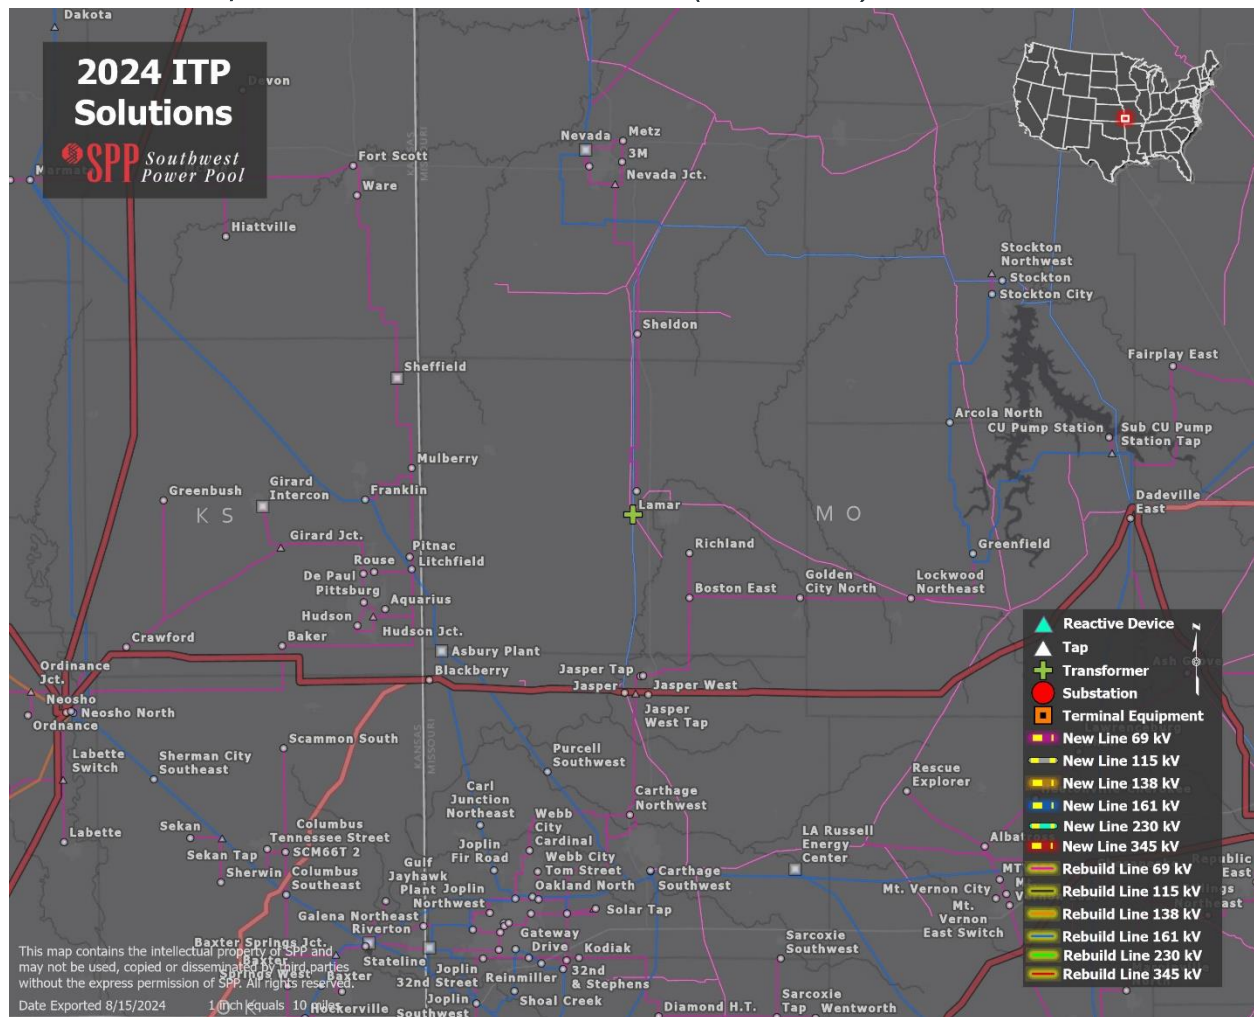 Dakota
2024 ITP
Solutions
SPP Southwest
Power Pool
Devon
Nevada
Metz
3M
Nevada Jct.
KANSAS
MISSOURI
Fort Scott
Ware
Hiattville
Stockton
Northwest
Stockton
Stockton City
Sheldon
Sheffield
Fairplay East
Arcola North
CU Pump Station
Sub CU Pump
Station Tap
Mulberry
Greenbush
Girard
Intercon
Franklin
KS
Lamar
MO
Dadeville
East
Girard Jct.
Pitnac
Litchfield
Rouse
De Paul
Pittsburg
Aquarius
Hudson
Hudson Jct.
Richland
Boston East
Golden
City North
Lockwood
Northeast
Greenfield
Crawford
Baker
Asbury Plant
Blackberry
Ordinance
Jct.
Neosho
Neosho North
Ordnance
Jasper Tap
Jasper
Jasper West
Jasper
West Tap
Labette
Switch
Sherman City
Southeast
Scammon South
KANSAS
MISSOURI
Purcell
Southwest
Carl
Junction
Northeast
Carthage
Northwest
Rescue
Explorer
Labette
Sekan
Sekan Tap
Sherwin
Columbus
Tennessee Street
SCM66T 2
Columbus
Southeast
Joplin
Fir Road
Webb
City
Cardinal
Webb City
Tom Street
Oakland North
LA Russell
Energy
Center
Carthage
Southwest
Gulf
Jayhawk
Plant
Joplin
Northwest
Galena Northeast
Riverton
Solar Tap
Mt. Vernon City
Mt.
Vernon
East Switch
Baxter Springs Jct.
Baxter
Springs West
Baxter
Stateline
Joplin
32nd Street
Gateway
Drive
Kodiak
Reinmiller
32nd
& Stephens
Shoal Creek
Sarcoxie
Southwest
Hockerville
Joplin
Southwest
Diamond H.T.
Sarcoxie
Tap
Wentworth
Reactive Device
Tap
Transformer
Substation
Terminal Equipment
New Line 69 kV
New Line 115 kV
New Line 138 kV
New Line 161 kV
New Line 230 kV
New Line 345 kV
Rebuild Line 69 kV
Rebuild Line 115 kV
Rebuild Line 138 kV
Rebuild Line 161 kV
Rebuild Line 230 kV
Rebuild Line 345 kV
N
This map contains the intellectual property of SPP and
may not be used, copied or disseminated by third parties
without the express permission of SPP. All rights reserved.
Date Exported 8/15/2024 1 inch equals 10 miles